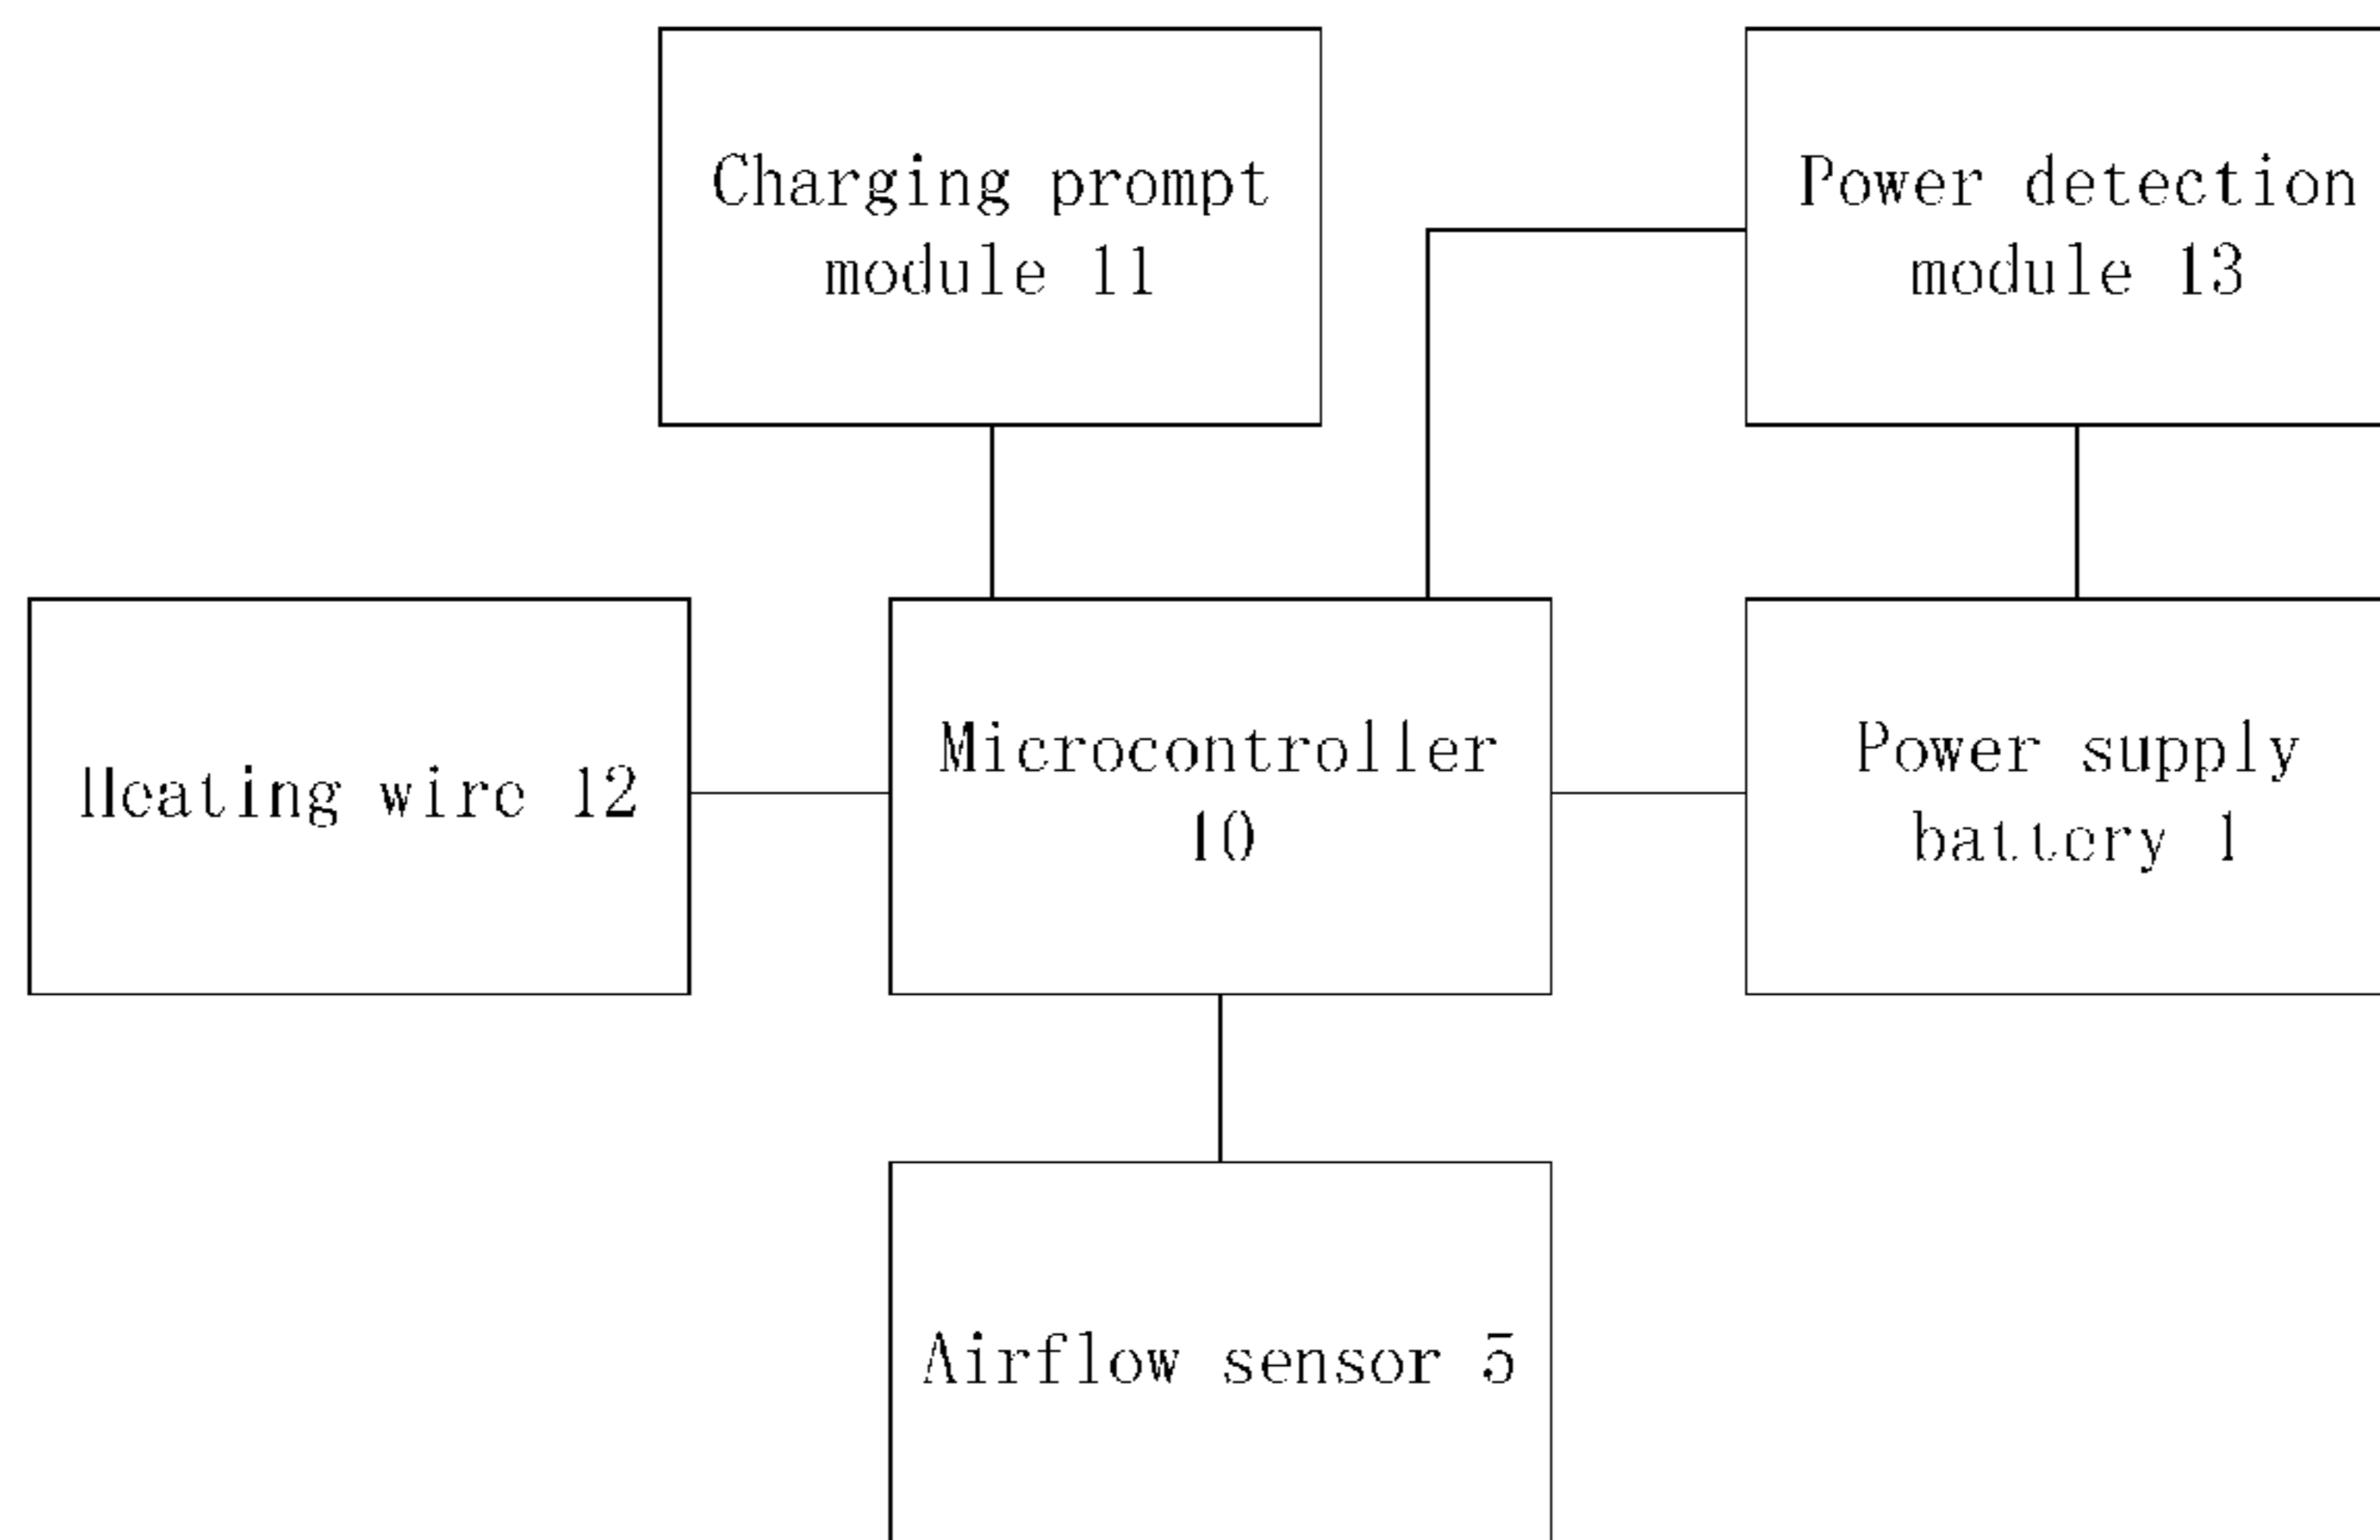 Charging prompt
module 11
Power detection
module 13
Heating wire 12
Microcontroller
10
Power supply
battery 1
Airflow sensor 5